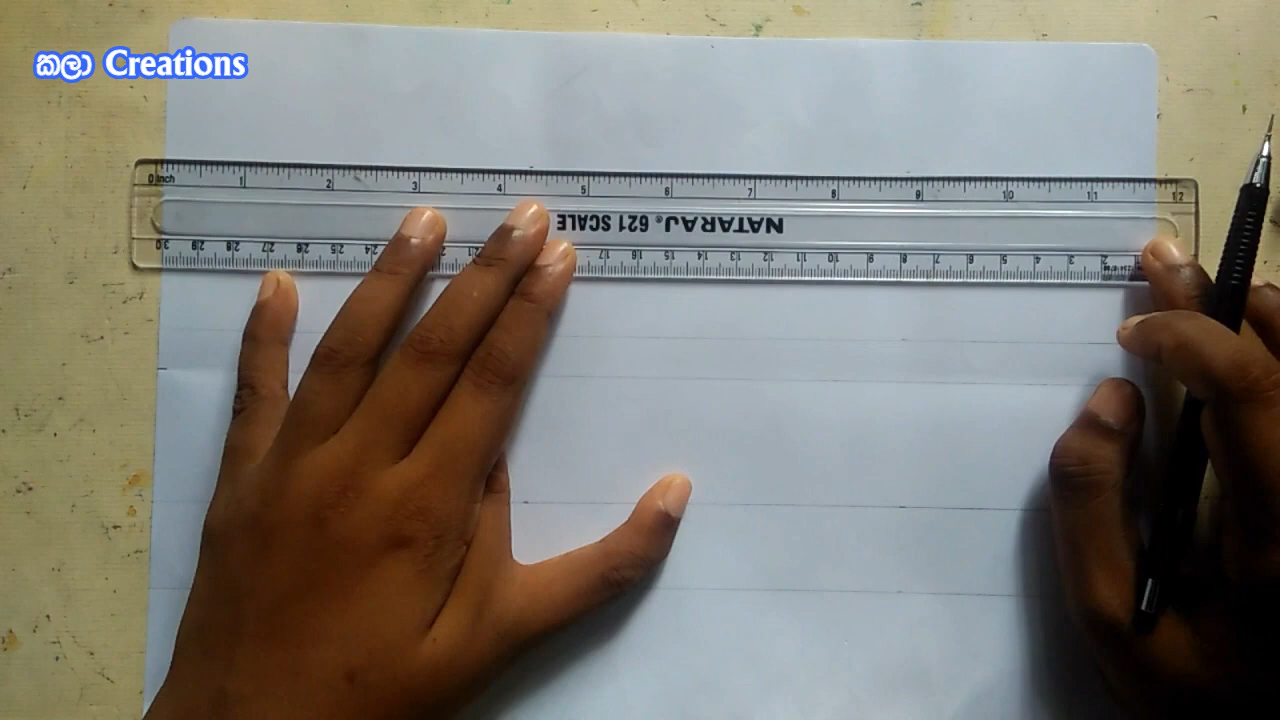 කලා Creations
0 Inch 1 2 3 4 5 6 7 8 9 10 11 12
NATARAJ® 621 SCALE
30 29 28 27 26 25 24 17 16 15 14 13 12 11 10 9 8 7 6 5 4 3 2